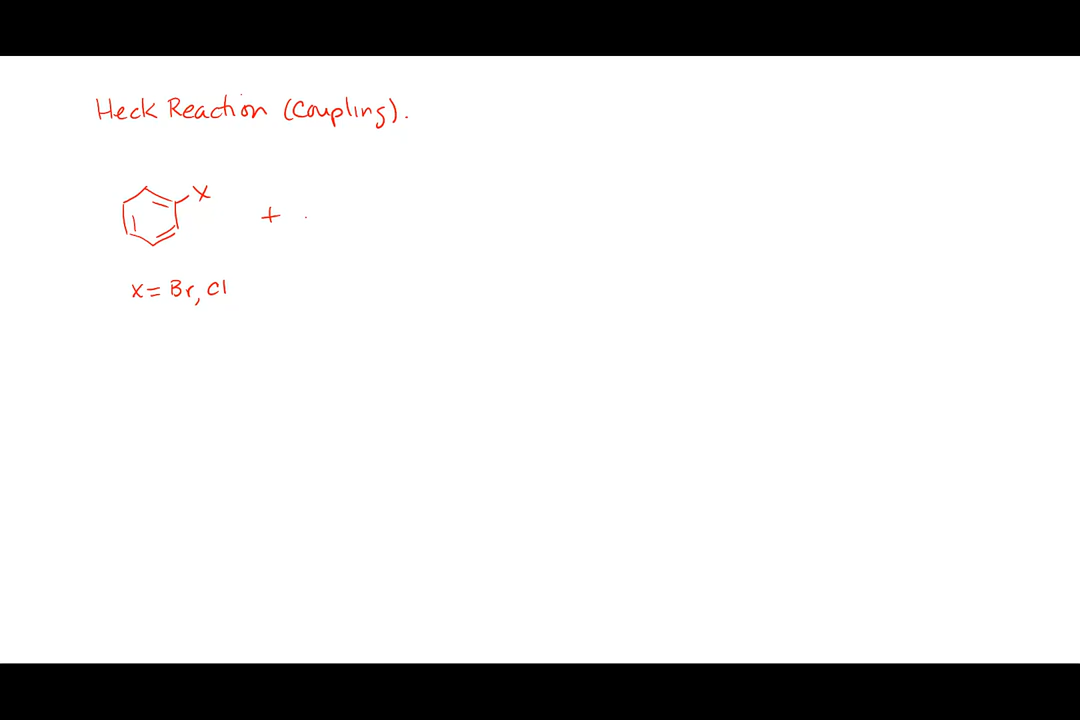 Heck Reaction (Coupling).
X
+
X = Br, Cl